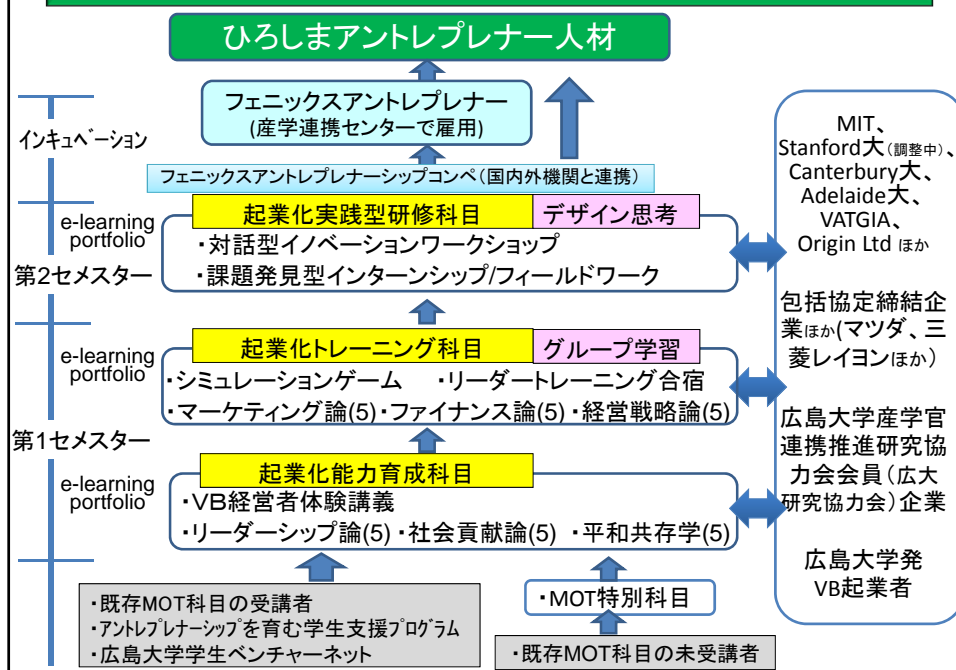 ひろしまアントレプレナー人材
フェニックスアントレプレナー
(産学連携センターで雇用)
インキュベーション
フェニックスアントレプレナーシップコンペ(国内外機関と連携)
e-learning
portfolio
起業化実践型研修科目
デザイン思考
・対話型イノベーションワークショップ
・課題発見型インターンシップ/フィールドワーク
第2セメスター
e-learning
portfolio
起業化トレーニング科目
グループ学習
・シミュレーションゲーム ・リーダートレーニング合宿
・マーケティング論(5)・ファイナンス論(5)・経営戦略論(5)
第1セメスター
e-learning
portfolio
起業化能力育成科目
・VB経営者体験講義
・リーダーシップ論(5)・社会貢献論(5) ・平和共存学(5)
・既存MOT科目の受講者
・アントレプレナーシップを育む学生支援プログラム
・広島大学学生ベンチャーネット
・MOT特別科目
・既存MOT科目の未受講者
MIT、
Stanford大(調整中)、
Canterbury大、
Adelaide大、
VATGIA、
Origin Ltd ほか
包括協定締結企
業ほか(マツダ、三
菱レイヨンほか)
広島大学産学官
連携推進研究協
力会会員(広大
研究協力会)企業
広島大学発
VB起業者